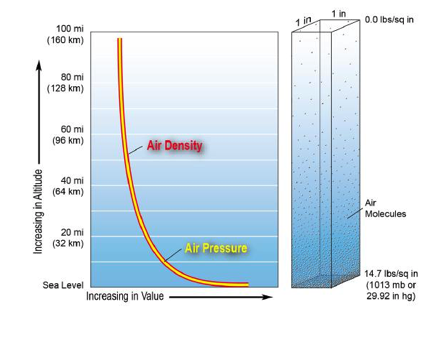 100 mi
(160 km)
80 mi
(128 km)
60 mi
(96 km)
40 mi
(64 km)
20 mi
(32 km)
Sea Level
Increasing in Altitude
Increasing in Value
Air Density
Air Pressure
1 in
1 in
0.0 lbs/sq in
Air
Molecules
14.7 lbs/sq in
(1013 mb or
29.92 in hg)